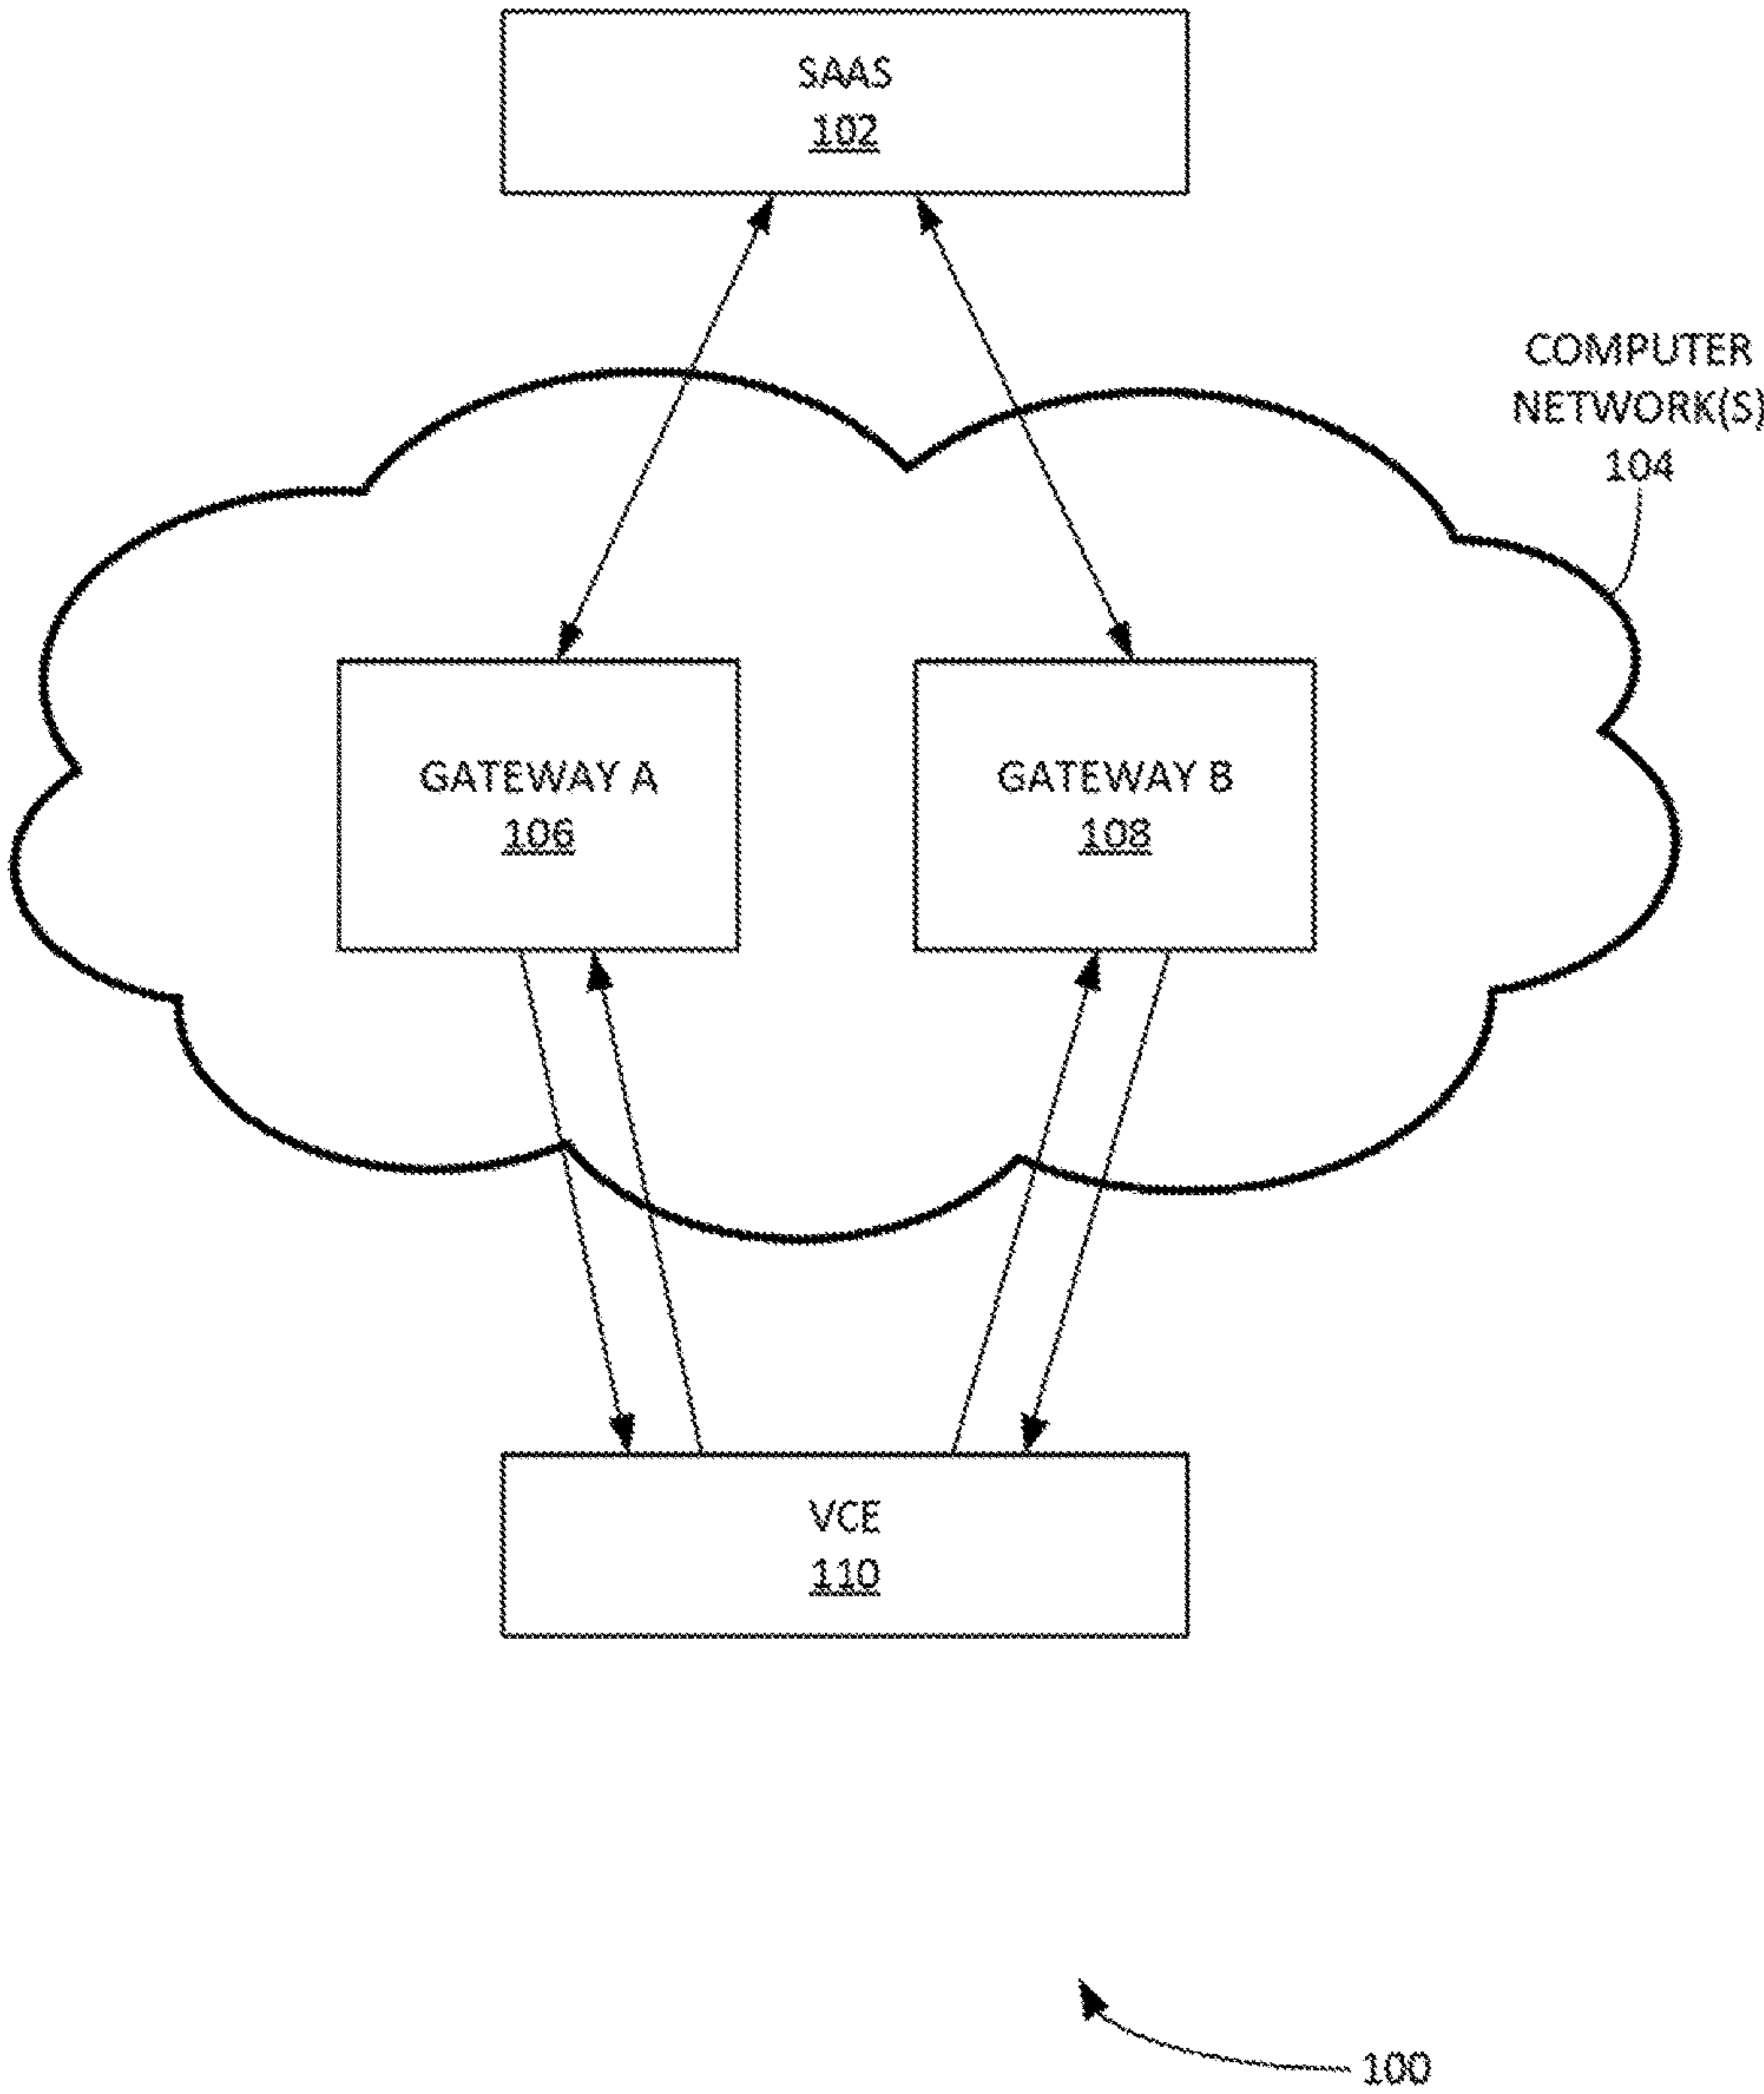 SAAS
102
COMPUTER
NETWORK(S)
104
GATEWAY A
106
GATEWAY B
108
VCE
110
100